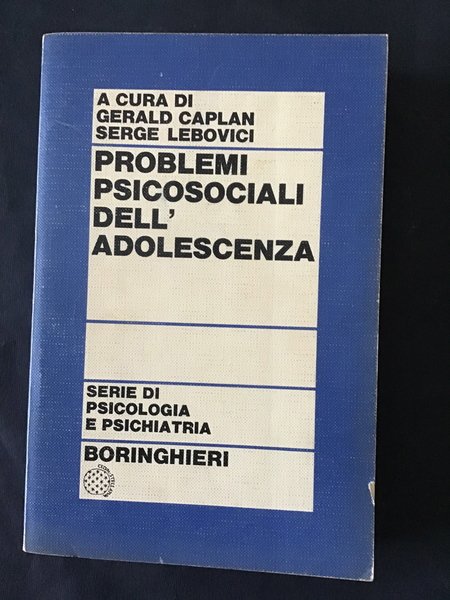 A CURA DI
GERALD CAPLAN
SERGE LEBOVICI
PROBLEMI
PSICOSOCIALI
DELL'
ADOLESCENZA
SERIE DI
PSICOLOGIA
E PSICHIATRIA
BORINGHIERI